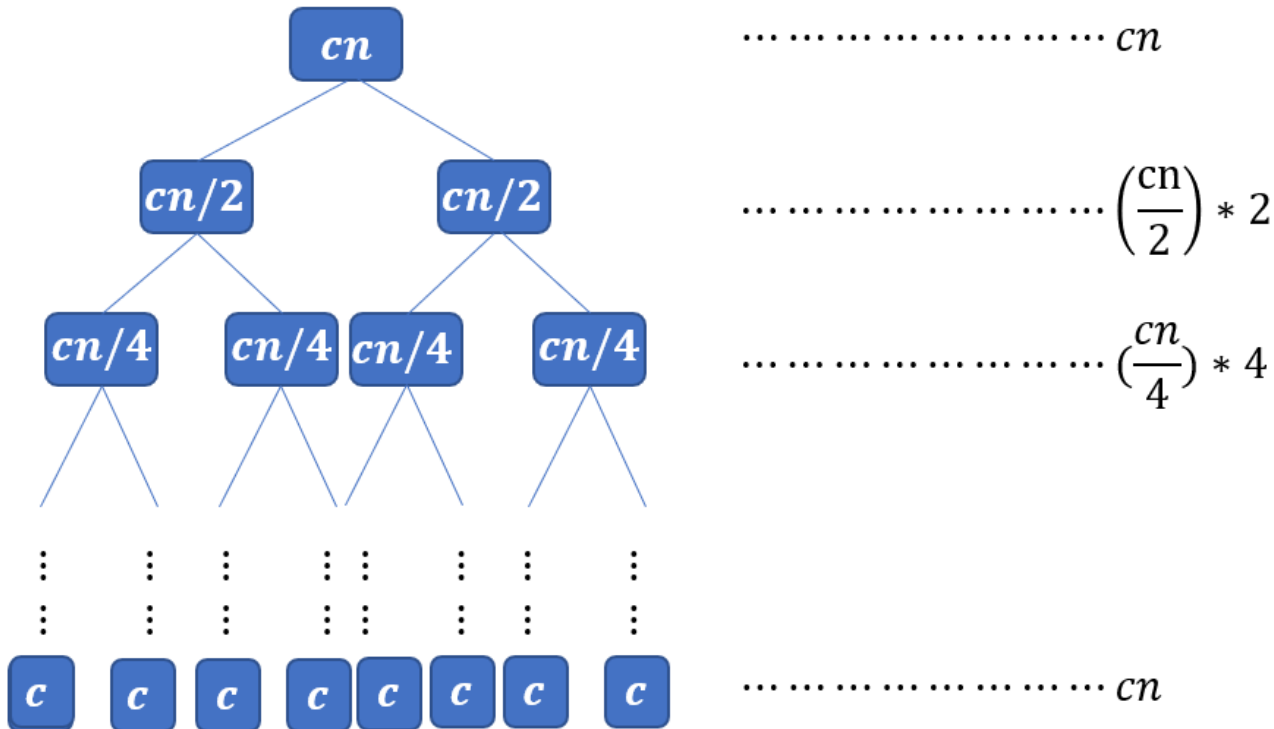 cn ⋯⋯⋯⋯⋯⋯⋯⋯ cn
cn/2 cn/2 ⋯⋯⋯⋯⋯⋯⋯⋯ (cn/2) * 2
cn/4 cn/4 cn/4 cn/4 ⋯⋯⋯⋯⋯⋯⋯⋯ (cn/4) * 4
⋮ ⋮ ⋮ ⋮ ⋮ ⋮ ⋮ ⋮
⋮ ⋮ ⋮ ⋮ ⋮ ⋮ ⋮ ⋮
c c c c c c c c ⋯⋯⋯⋯⋯⋯⋯⋯ cn